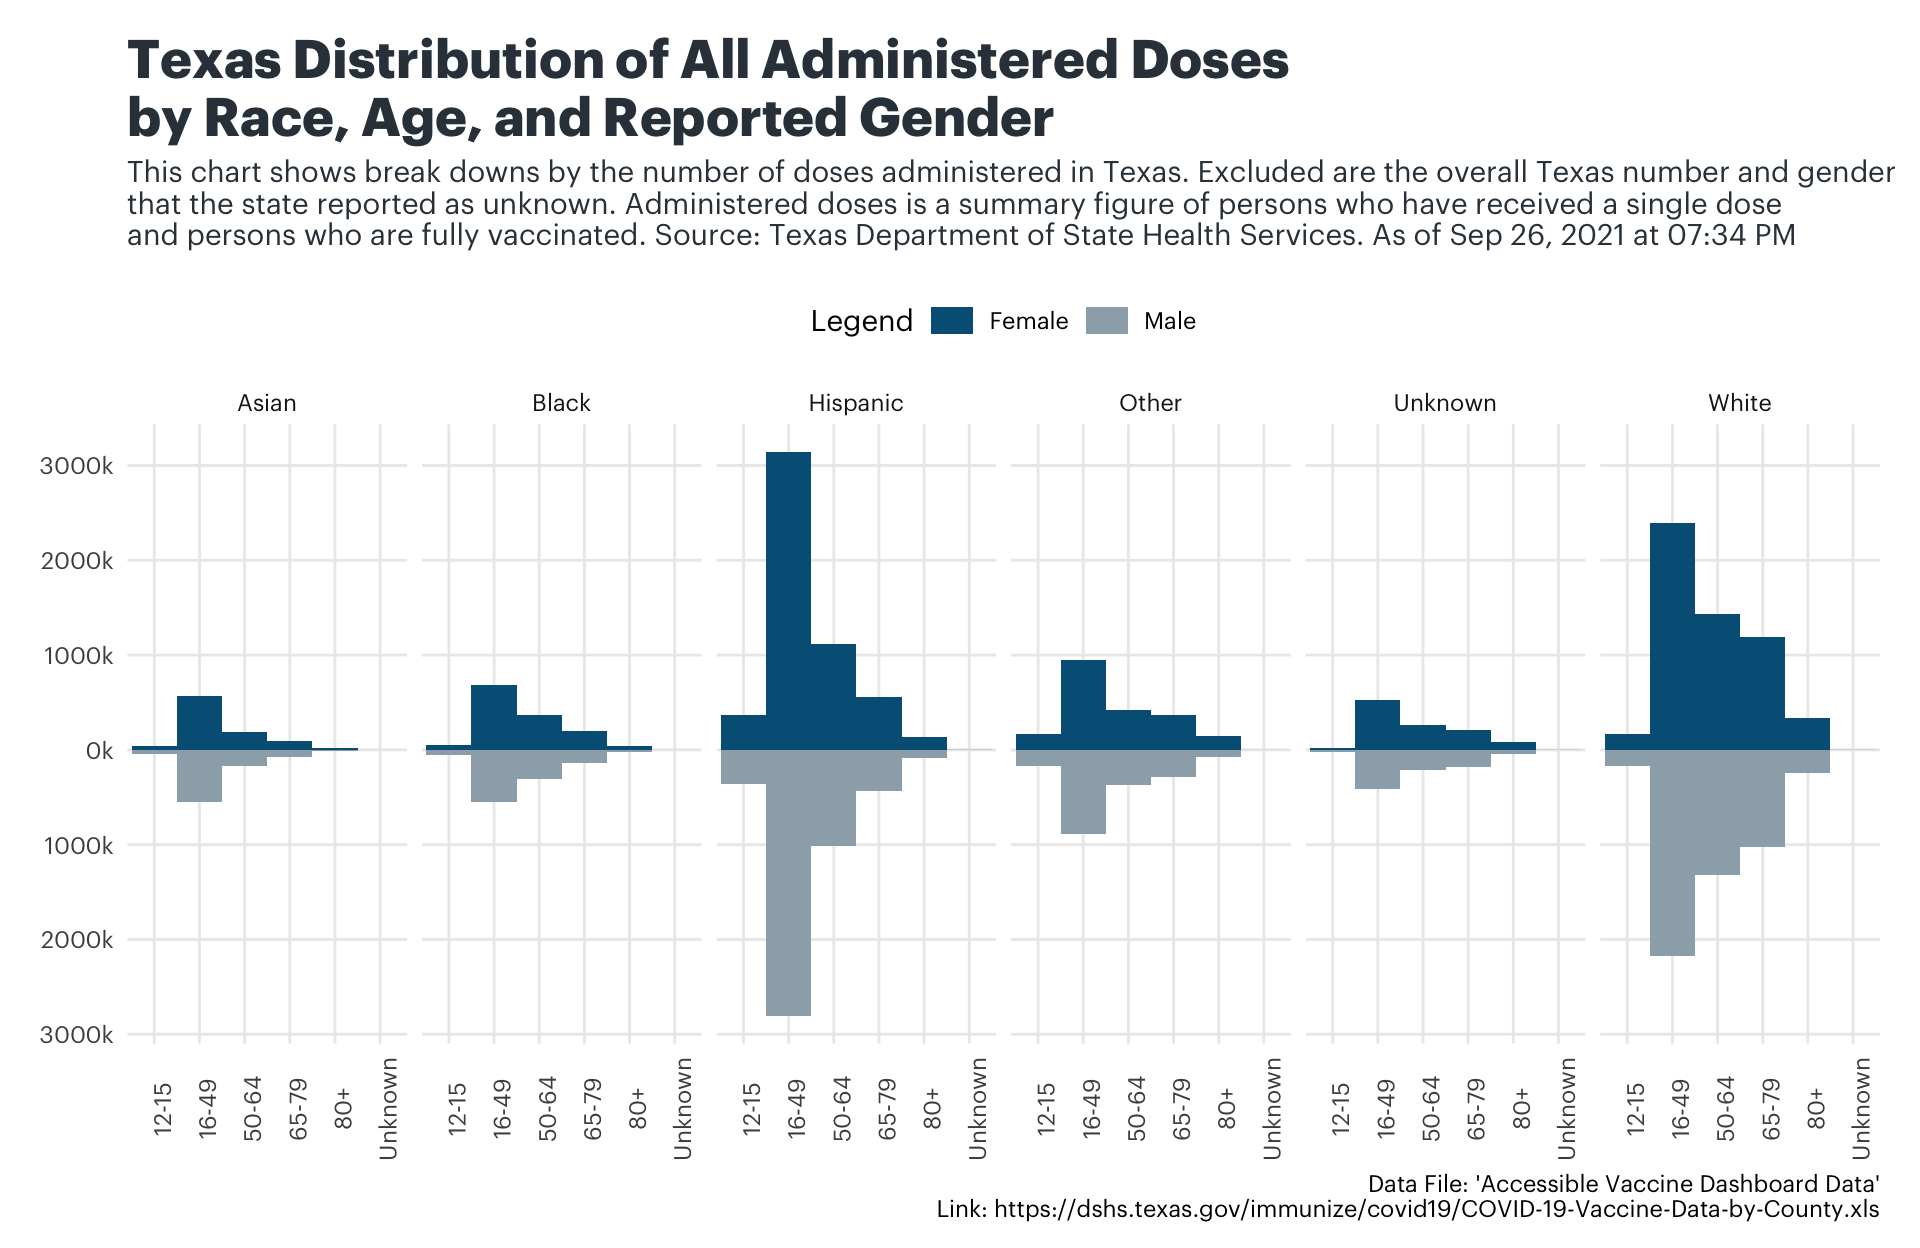 Texas Distribution of All Administered Doses
by Race, Age, and Reported Gender
This chart shows break downs by the number of doses administered in Texas. Excluded are the overall Texas number and gender
that the state reported as unknown. Administered doses is a summary figure of persons who have received a single dose
and persons who are fully vaccinated. Source: Texas Department of State Health Services. As of Sep 26, 2021 at 07:34 PM
Legend Female Male
Asian Black Hispanic Other Unknown White
3000k
2000k
1000k
0k
1000k
2000k
3000k
12-15 16-49 50-64 65-79 80+ Unknown 12-15 16-49 50-64 65-79 80+ Unknown 12-15 16-49 50-64 65-79 80+ Unknown 12-15 16-49 50-64 65-79 80+ Unknown 12-15 16-49 50-64 65-79 80+ Unknown 12-15 16-49 50-64 65-79 80+ Unknown
Data File: 'Accessible Vaccine Dashboard Data'
Link: https://dshs.texas.gov/immunize/covid19/COVID-19-Vaccine-Data-by-County.xls